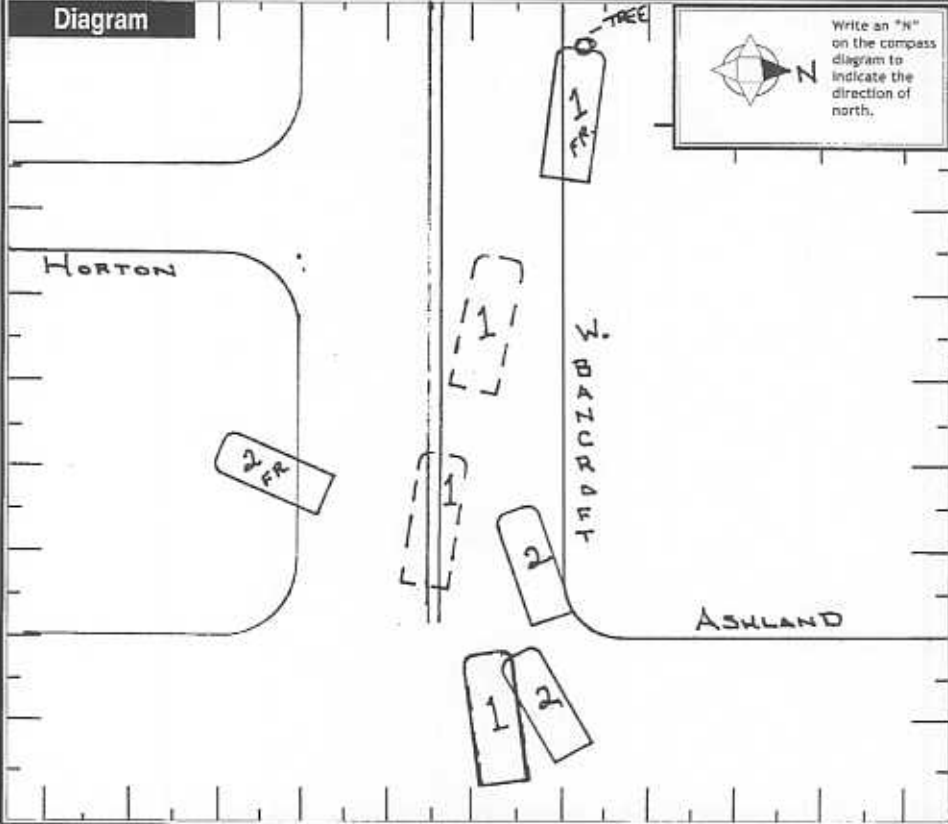 Diagram
TREE
Write an "N"
on the compass
diagram to
indicate the
direction of
north.
N
1
FR.
HORTON
1
W. BANCROFT
2
FR
1
2
ASHLAND
1
2